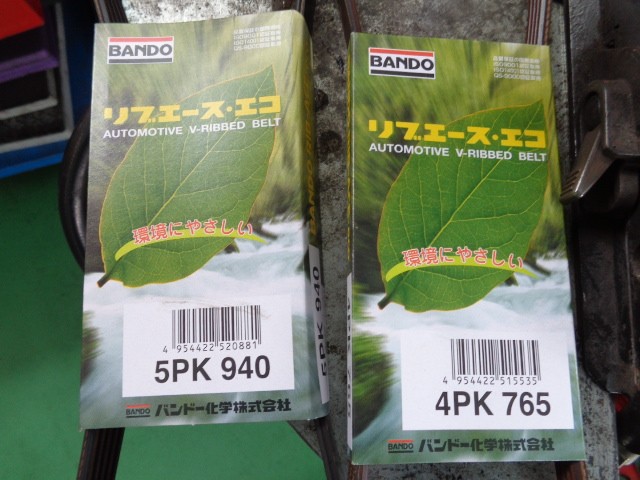 BANDO
リブエース・エコ
AUTOMOTIVE V-RIBBED BELT
環境にやさしい
4 954422 520881
5PK 940
BANDO バンドー化学株式会社
5PK 940
BANDO
リブエース・エコ
AUTOMOTIVE V-RIBBED BELT
環境にやさしい
4 954422 515535
4PK 765
BANDO バンドー化学株式会社